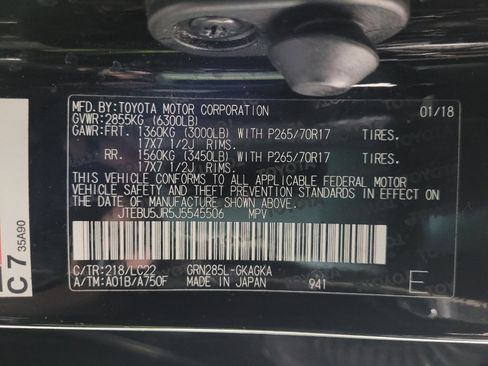 MFD.BY:TOYOTA MOTOR CORPORATION 01/18
GVWR:2855KG (6300LB)
GAWR:FRT. 1360KG (3000LB) WITH P265/70R17 TIRES.
17X7 1/2J RIMS.
RR. 1560KG (3450LB) WITH P265/70R17 TIRES.
17X7 1/2J RIMS.
THIS VEHICLE CONFORMS TO ALL APPLICABLE FEDERAL MOTOR
VEHICLE SAFETY AND THEFT PREVENTION STANDARDS IN EFFECT
ON THE DATE OF MANUFACTURE SHOWN ABOVE.
JTEBU5JR5J5545506 MPV
C/TR:218/LC22 GRN285L-GKAGKA
A/TM:A01B/A750F MADE IN JAPAN 941 E
C 7 35A90